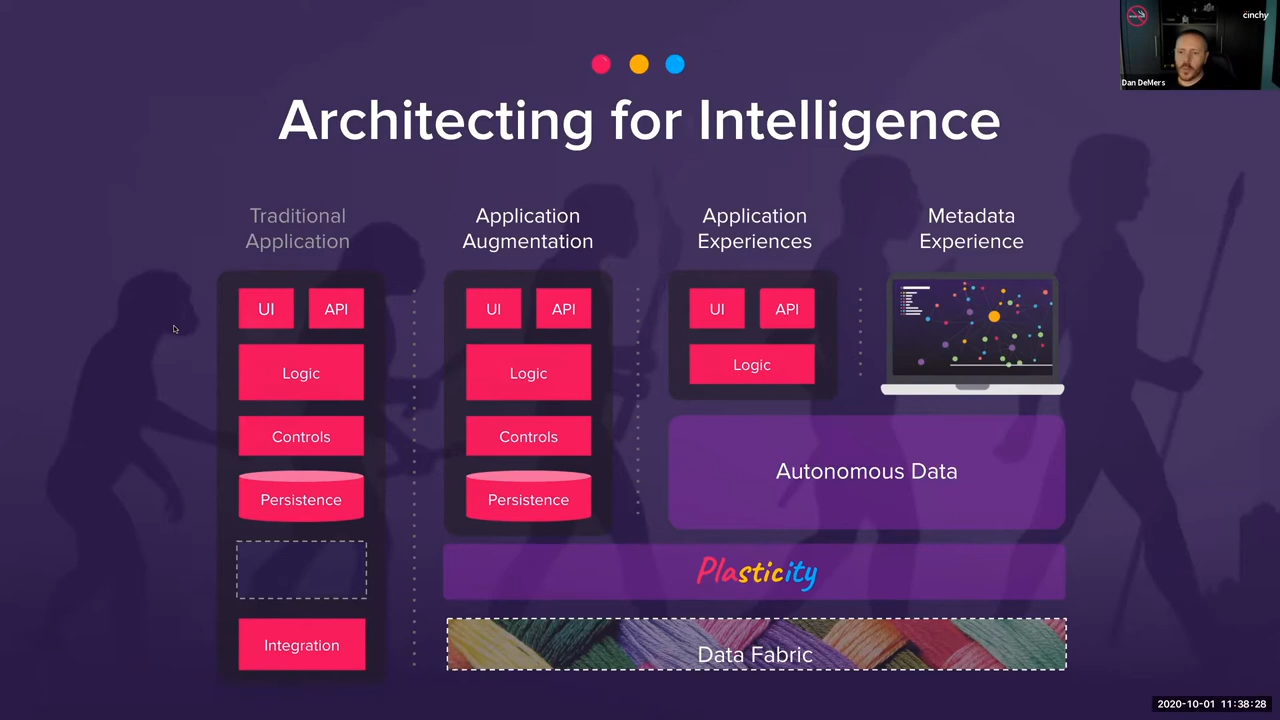 cinchy
Dan DeMers
Architecting for Intelligence
Traditional
Application
Application
Augmentation
Application
Experiences
Metadata
Experience
UI
API
Logic
Controls
Persistence
Integration
UI
API
Logic
Controls
Persistence
UI
API
Logic
Autonomous Data
Plasticity
Data Fabric
2020-10-01 11:38:28